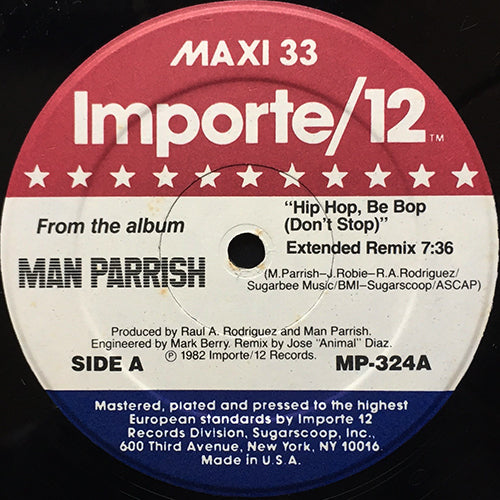 MAXI 33
Importe/12 ™
From the album
MAN PARRISH
"Hip Hop, Be Bop
(Don't Stop)"
Extended Remix 7:36
(M.Parrish–J.Robie–R.A.Rodriguez/
Sugarbee Music/BMI–Sugarscoop/ASCAP)
Produced by Raul A. Rodriguez and Man Parrish.
Engineered by Mark Berry. Remix by Jose "Animal" Diaz.
SIDE A
℗ 1982 Importe/12 Records.
MP-324A
Mastered, plated and pressed to the highest
European standards by Importe 12
Records Division, Sugarscoop, Inc.,
600 Third Avenue, New York, NY 10016.
Made in U.S.A.